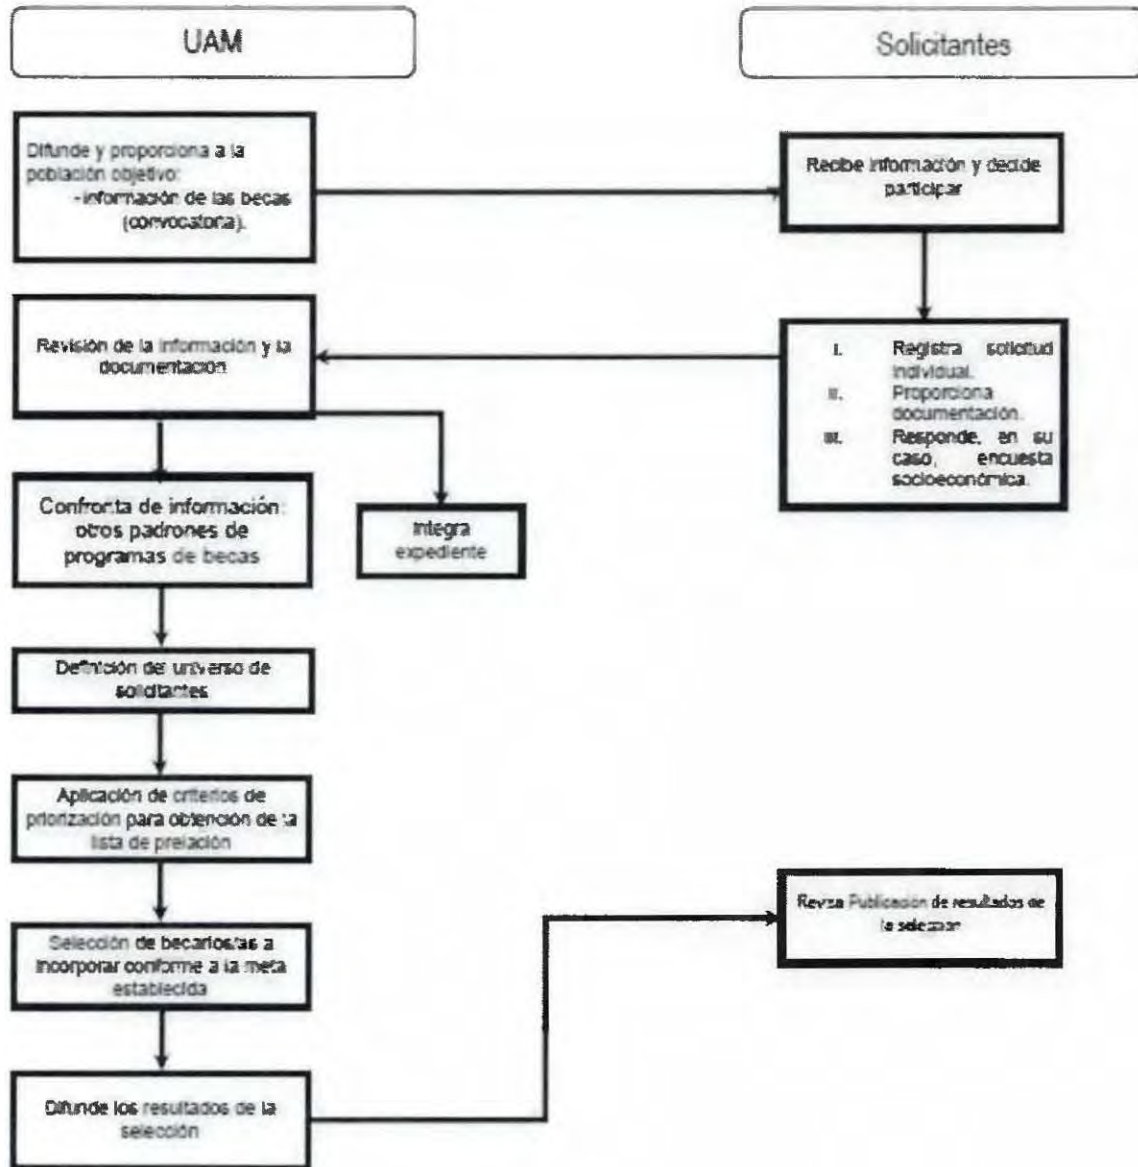 UAM
Solicitantes
Difunde y proporciona a la
población objetivo:
- información de las becas
(convocatoria).
Recibe información y decide
participar
Revisión de la información y la
documentación
I. Registra solicitud
individual.
II. Proporciona
documentación.
III. Responde, en su
caso, encuesta
socioeconómica.
Confronta de información:
otros padrones de
programas de becas
Integra
expediente
Definición del universo de
solicitantes
Aplicación de criterios de
priorización para obtención de la
lista de prelación
Selección de becarios/as a
incorporar conforme a la meta
establecida
Revisa Publicación de resultados de
la selección
Difunde los resultados de la
selección